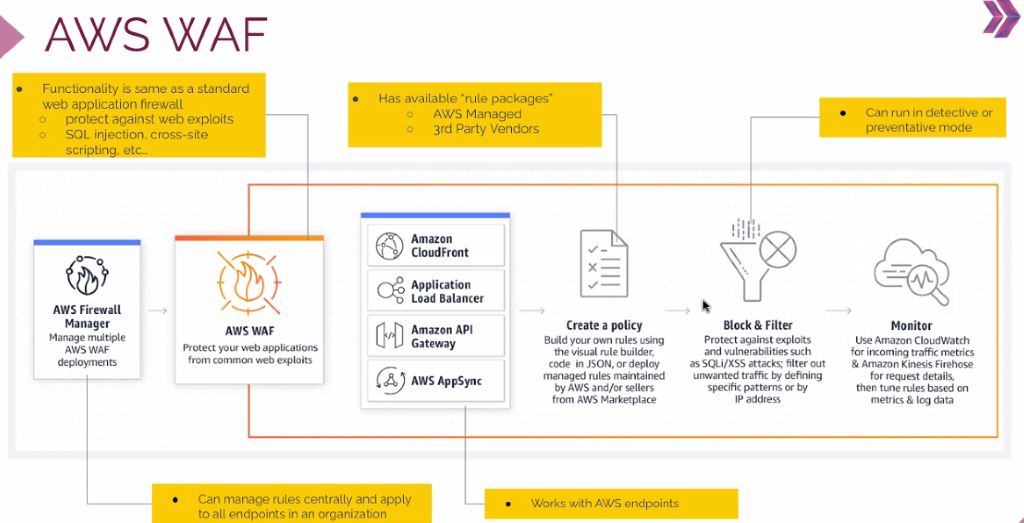 AWS WAF
Functionality is same as a standard
web application firewall
protect against web exploits
SQL injection, cross-site
scripting, etc...
Has available “rule packages”
AWS Managed
3rd Party Vendors
Can run in detective or
preventative mode
AWS Firewall
Manager
Manage multiple
AWS WAF
deployments
AWS WAF
Protect your web applications
from common web exploits
Amazon
CloudFront
Application
Load Balancer
Amazon API
Gateway
AWS AppSync
Create a policy
Build your own rules using
the visual rule builder,
code in JSON, or deploy
managed rules maintained
by AWS and/or sellers
from AWS Marketplace
Block & Filter
Protect against exploits
and vulnerabilities such
as SQLi/XSS attacks; filter out
unwanted traffic by defining
specific patterns or by
IP address
Monitor
Use Amazon CloudWatch
for incoming traffic metrics
& Amazon Kinesis Firehose
for request details,
then tune rules based on
metrics & log data
Can manage rules centrally and apply
to all endpoints in an organization
Works with AWS endpoints